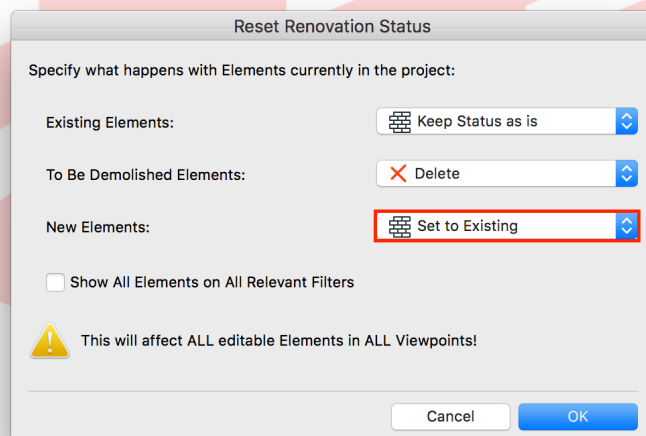 Reset Renovation Status
Specify what happens with Elements currently in the project:
Existing Elements: Keep Status as is
To Be Demolished Elements: Delete
New Elements: Set to Existing
Show All Elements on All Relevant Filters
This will affect ALL editable Elements in ALL Viewpoints!
Cancel OK